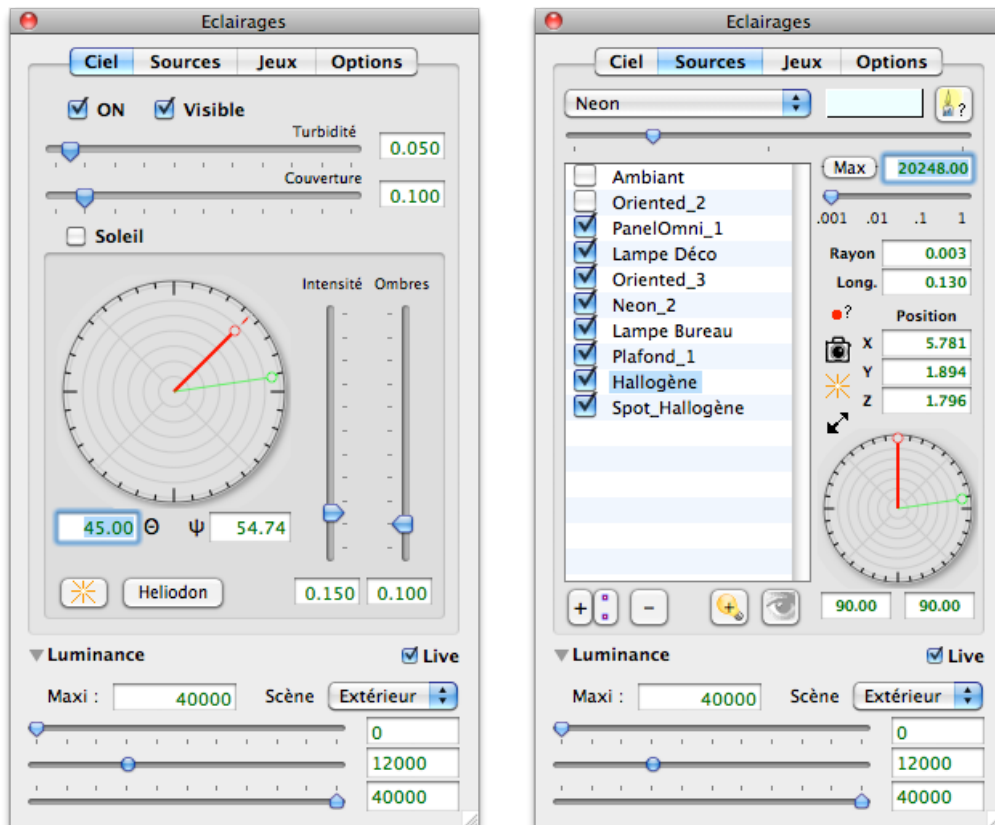 Eclairages
Ciel Sources Jeux Options
ON Visible
Turbidité
0.050
Couverture
0.100
Soleil
Intensité Ombres
45.00 Θ Ψ 54.74
Heliodon 0.150 0.100
Luminance Live
Maxi : 40000 Scène Extérieur
0
12000
40000
Eclairages
Ciel Sources Jeux Options
Neon ?
Max 20248.00
Ambiant
Oriented_2
.001 .01 .1 1
PanelOmni_1
Lampe Déco
Rayon 0.003
Oriented_3
Long. 0.130
Neon_2
? Position
Lampe Bureau
X 5.781
Plafond_1
Y 1.894
Hallogène
Z 1.796
Spot_Hallogène
+ - 90.00 90.00
Luminance Live
Maxi : 40000 Scène Extérieur
0
12000
40000